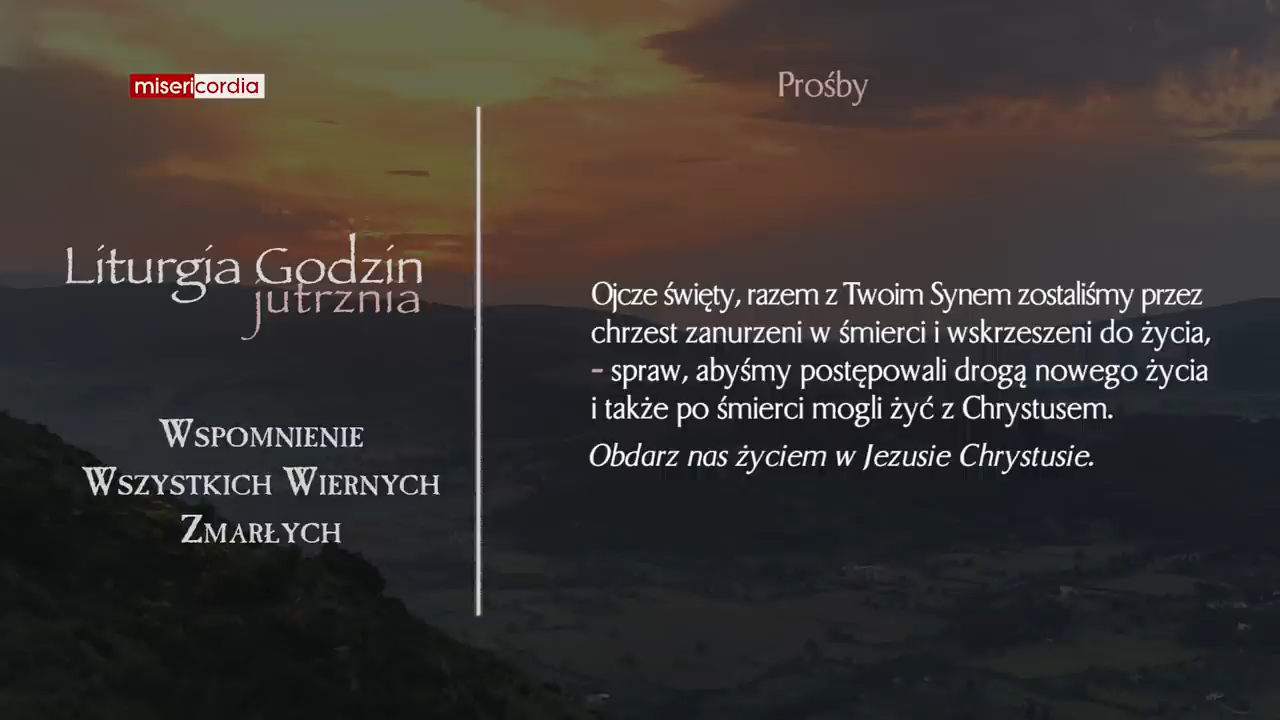 misericordia
Prośby
Liturgia Godzin
jutrznia
Wspomnienie
Wszystkich Wiernych
Zmarłych
Ojcze święty, razem z Twoim Synem zostaliśmy przez
chrzest zanurzeni w śmierci i wskrzeszeni do życia,
- spraw, abyśmy postępowali drogą nowego życia
i także po śmierci mogli żyć z Chrystusem.
Obdarz nas życiem w Jezusie Chrystusie.